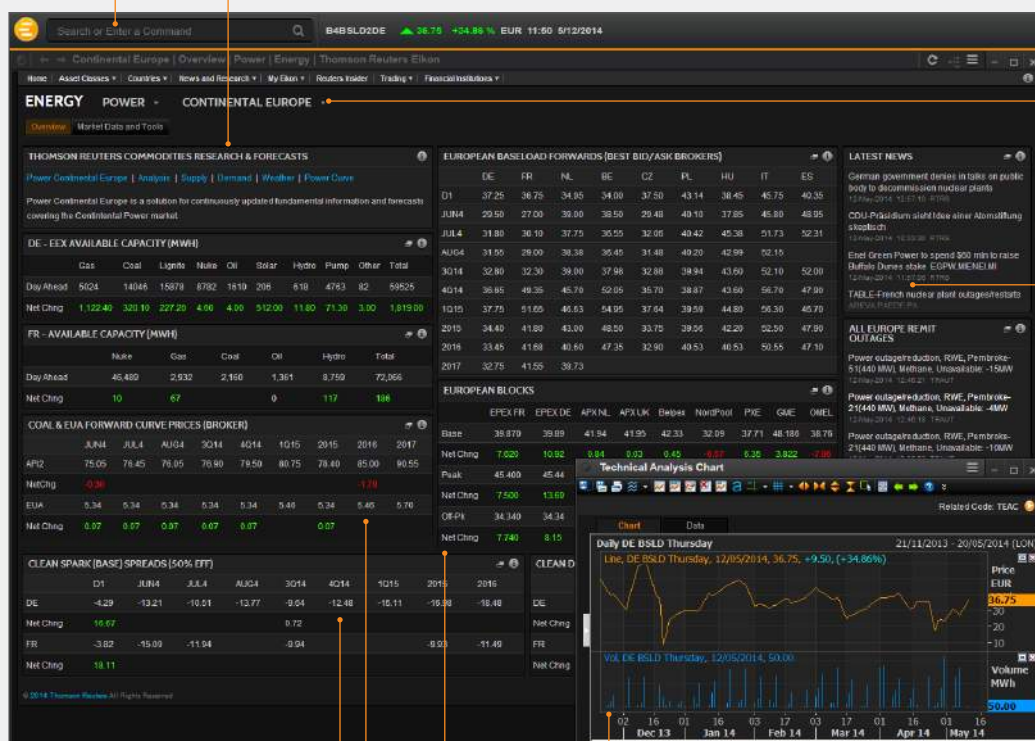 Search or Enter a Command
B4BSLD2DE 36.75 +34.86 % EUR 11:50 5/12/2014
Continental Europe | Overview | Power | Energy | Thomson Reuters Eikon
Home Asset Classes Countries News and Research My Eikon Reuters Insider Trading Financial Institutions
ENERGY POWER CONTINENTAL EUROPE
Overview Market Data and Tools
THOMSON REUTERS COMMODITIES RESEARCH & FORECASTS
Power Continental Europe | Analysis | Supply | Demand | Weather | Power Curve
Power Continental Europe is a solution for continuously updated fundamental information and forecasts
covering the Continental Power market.
DE - EEX AVAILABLE CAPACITY (MWH)
Gas Coal Lignite Nuke Oil Solar Hydro Pump Other Total
Day Ahead 5024 14046 15879 8782 1619 206 618 4763 82 59525
Net Chng 1,122.40 320.10 227.20 4.66 4.00 512.00 11.80 71.30 3.00 1,819.00
FR - AVAILABLE CAPACITY (MWH)
Nuke Gas Coal Oil Hydro Total
Day Ahead 46,489 2,932 2,160 1,361 8,759 72,066
Net Chng 10 67 0 117 186
COAL & EUA FORWARD CURVE PRICES (BROKER)
JUN4 JUL4 AUG4 3Q14 4Q14 1Q15 2015 2016 2017
API2 75.05 76.45 76.05 76.90 79.50 80.75 78.40 85.00 90.55
NetChg
EUA 5.34 5.34 5.34 5.34 5.34 5.46 5.34 5.46 5.76
Net Chng 0.07 0.07 0.07 0.07 0.07 0.07
CLEAN SPARK (BASE) SPREADS (50% EFF)
D1 JUN4 JUL4 AUG4 3Q14 4Q14 1Q15 2015 2016
DE -4.29 -13.21 -10.51 -13.77 -9.64 -12.48 -15.11 -18.48
Net Chng 16.67 0.72
FR -3.82 -15.09 -11.94 -0.94 -9.93 -11.49
Net Chng 18.11
© 2014 Thomson Reuters All Rights Reserved
EUROPEAN BASELOAD FORWARDS (BEST BID/ASK BROKERS)
DE FR NL BE CZ PL HU IT ES
D1 37.25 36.75 34.95 34.00 37.50 43.14 38.45 45.75 40.35
JUN4 29.50 27.00 39.00 38.50 29.48 40.10 37.85 45.80 48.95
JUL4 31.80 30.10 37.75 36.55 32.06 40.42 45.38 51.73 52.31
AUG4 31.55 29.00 38.38 36.45 31.48 40.20 42.99 52.15
3Q14 32.80 32.30 39.00 37.98 32.88 39.94 43.60 52.10 52.00
4Q14 36.65 49.35 45.70 52.05 35.70 38.87 43.60 56.70 47.90
1Q15 37.75 51.65 46.63 54.95 37.64 39.59 44.80 56.30 46.70
2015 34.40 41.80 43.00 48.50 33.75 39.56 42.20 52.50 47.90
2016 33.45 41.68 40.60 47.35 32.90 40.53 40.53 50.55 47.10
2017 32.75 41.55 39.73
EUROPEAN BLOCKS
EPEX FR EPEX DE APX NL APX UK Belpex NordPool PXE GME OMEL
Base 39.870 39.89 41.94 41.95 42.33 32.09 37.71 48.186 38.76
Net Chng 7.620 10.92 0.84 0.03 0.45 6.35 3.822
Peak 45.400 45.44
Net Chng 7.500 13.69
Off-Pk 34.340 34.34
Net Chng 7.740 8.15
CLEAN D
DE
Net Chng
FR
Net Chng
LATEST NEWS
German government denies in talks on public
body to decommission nuclear plants
CDU-Präsidium sieht Idee einer Atomstiftung
skeptisch
Enel Green Power to spend $60 mln to raise
Buffalo Dunes stake EGPW.MI ENEI.MI
TABLE-French nuclear plant outages/restarts
ALL EUROPE REMIT
OUTAGES
Power outage/reduction, RWE, Pembroke-
51(440 MW), Methane, Unavailable: -15MW
Power outage/reduction, RWE, Pembroke-
21(440 MW), Methane, Unavailable: -4MW
Power outage/reduction, RWE, Pembroke-
21(440 MW), Methane, Unavailable: -10MW
Technical Analysis Chart
Related Code: TEAC
Chart Data
Daily DE BSLD Thursday 21/11/2013 - 20/05/2014 (LON)
Line, DE BSLD Thursday, 12/05/2014, 36.75, +9.50, (+34.86%)
Price
EUR
36.75
-30
-20
-10
Vol, DE BSLD Thursday, 12/05/2014, 50.00
Volume
MWh
50.00
02 16 01 16 03 17 03 17 01 16 01 16
Dec 13 Jan 14 Feb 14 Mar 14 Apr 14 May 14